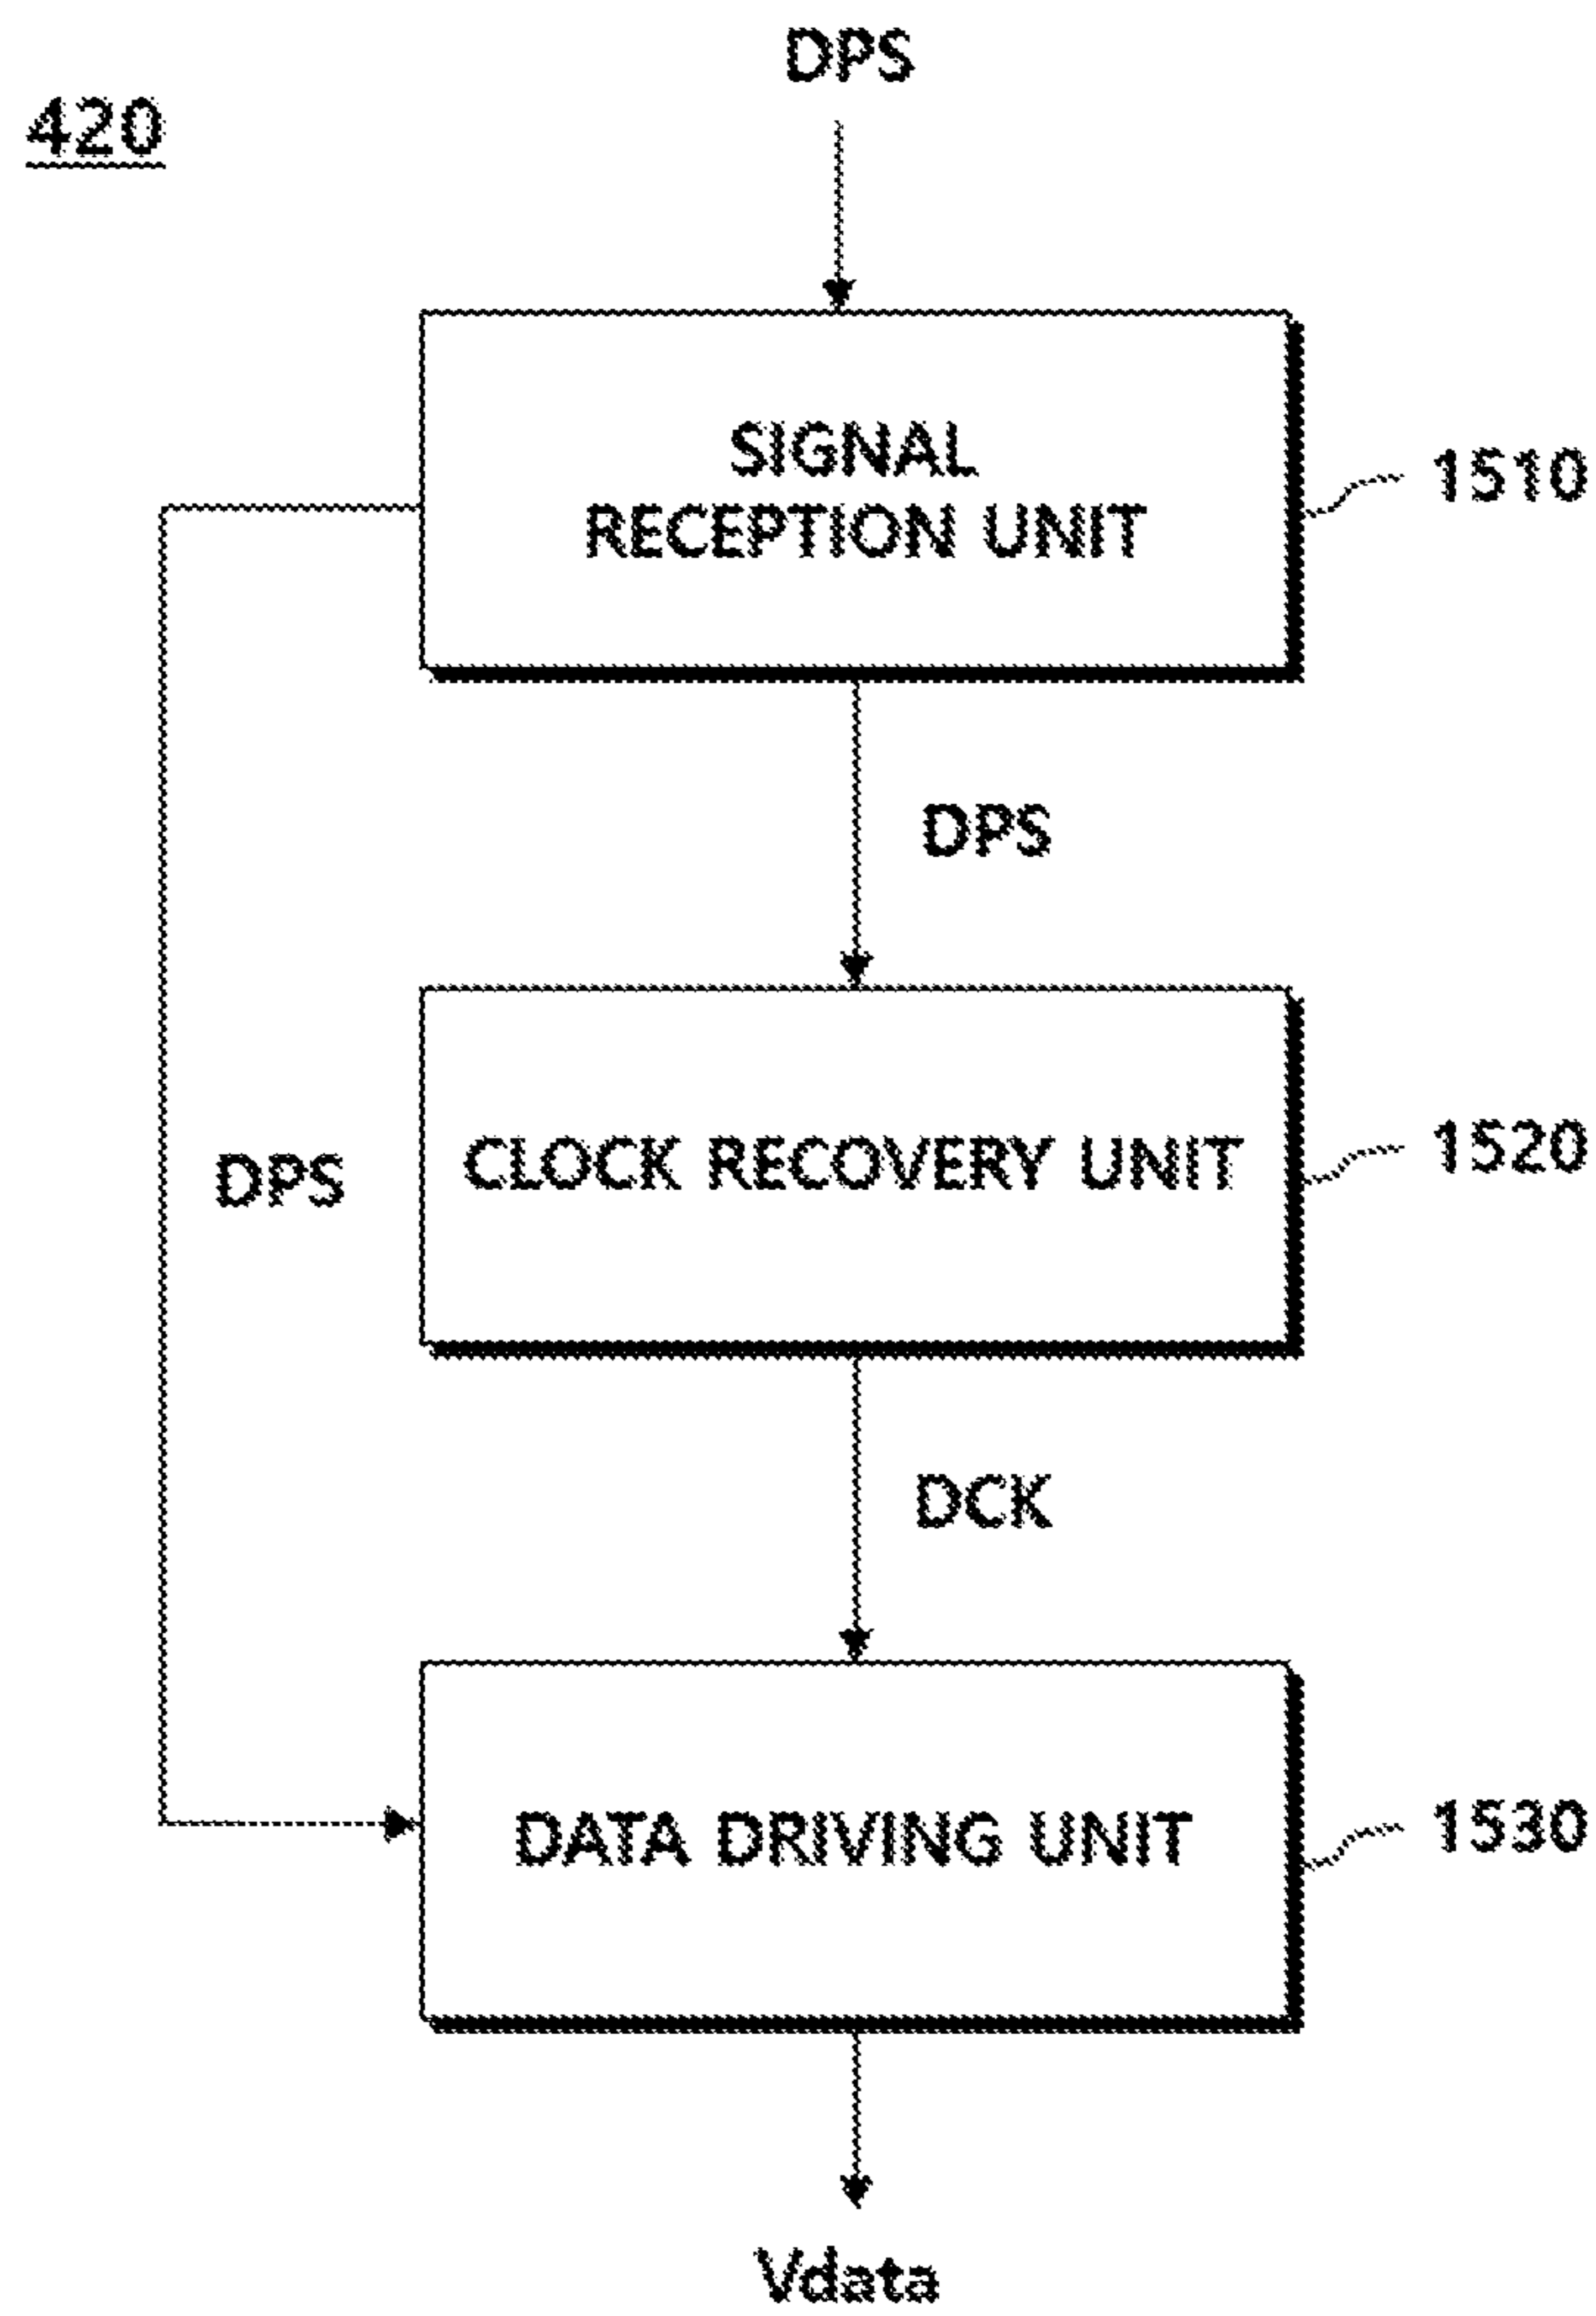 DPS
420
SIGNAL
RECEPTION UNIT
1510
DPS
CLOCK RECOVERY UNIT
1520
DPS
DCK
DATA DRIVING UNIT
1530
Vdata